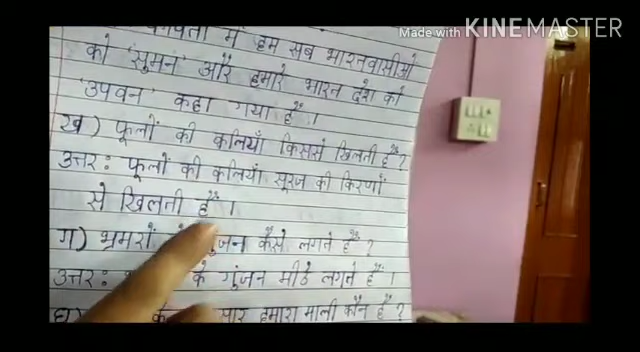 Made with KINEMASTER
में हम सब भारतवासीओ
को 'सुमन' और हमारे भारत देश को
'उपवन' कहा गया है ।
ख) फूलों की कलियाँ किससे खिलती हैं ?
उत्तर: फूलों की कलियाँ सूरज की किरणों
से खिलती हैं ।
ग) भ्रमरों गुंजन कैसे लगते हैं ?
उत्तर: के गुंजन मीठे लगते हैं ।
घ) हमारा माली कौन है ?